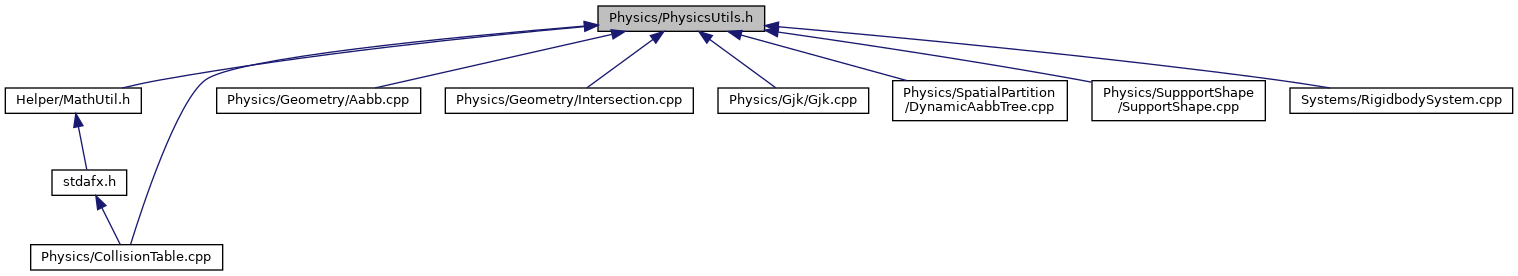 Physics/PhysicsUtils.h
Helper/MathUtil.h
Physics/Geometry/Aabb.cpp
Physics/Geometry/Intersection.cpp
Physics/Gjk/Gjk.cpp
Physics/SpatialPartition
/DynamicAabbTree.cpp
Physics/SuppportShape
/SupportShape.cpp
Systems/RigidbodySystem.cpp
stdafx.h
Physics/CollisionTable.cpp